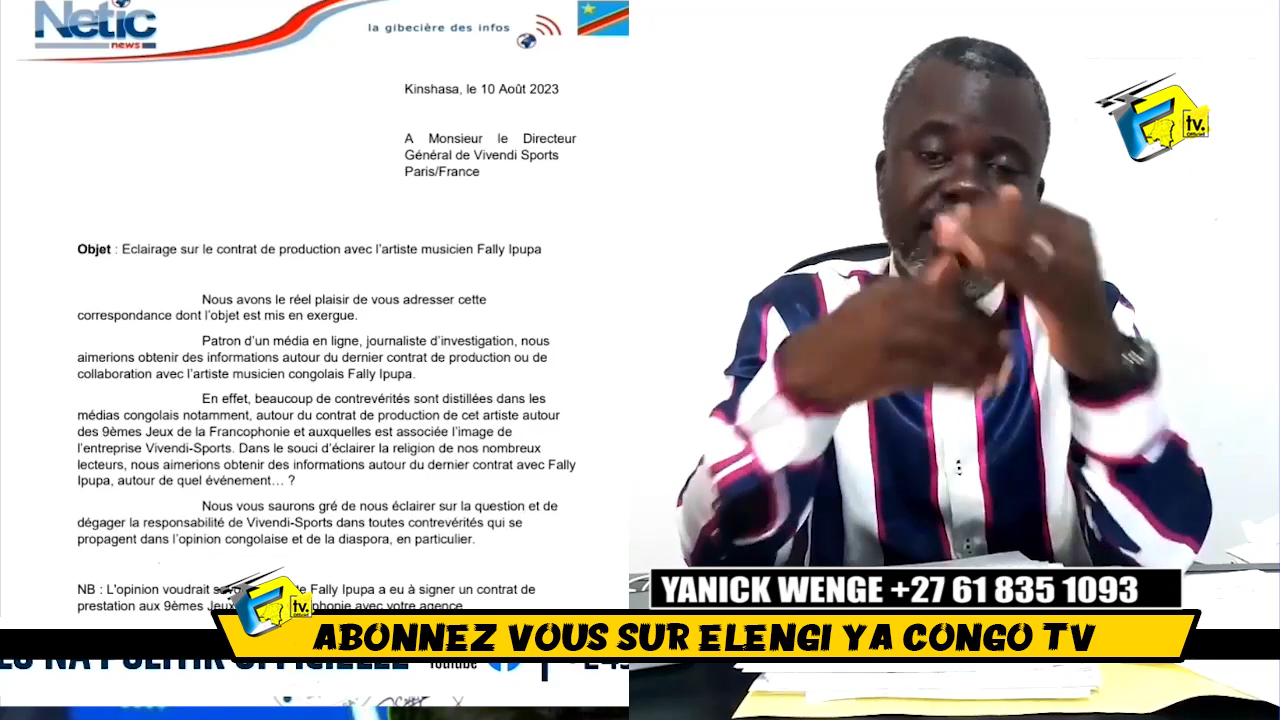 Netic
news
la gibecière des infos
Kinshasa, le 10 Août 2023
A Monsieur le Directeur
Général de Vivendi Sports
Paris/France
Objet : Eclairage sur le contrat de production avec l'artiste musicien Fally Ipupa
Nous avons le réel plaisir de vous adresser cette
correspondance dont l'objet est mis en exergue.
Patron d'un média en ligne, journaliste d'investigation, nous
aimerions obtenir des informations autour du dernier contrat de production ou de
collaboration avec l'artiste musicien congolais Fally Ipupa.
En effet, beaucoup de contrevérités sont distillées dans les
médias congolais notamment, autour du contrat de production de cet artiste autour
des 9èmes Jeux de la Francophonie et auxquelles est associée l'image de
l'entreprise Vivendi-Sports. Dans le souci d'éclairer la religion de nos nombreux
lecteurs, nous aimerions obtenir des informations autour du dernier contrat avec Fally
Ipupa, autour de quel événement… ?
Nous vous saurons gré de nous éclairer sur la question et de
dégager la responsabilité de Vivendi-Sports dans toutes contrevérités qui se
propagent dans l'opinion congolaise et de la diaspora, en particulier.
NB : L'opinion voudrait Fally Ipupa a eu à signer un contrat de
prestation aux 9èmes Jeux avec votre agence
tv.
Officiel
YANICK WENGE +27 61 835 1093
tv.
Officiel
ABONNEZ VOUS SUR ELENGI YA CONGO TV
YouTube